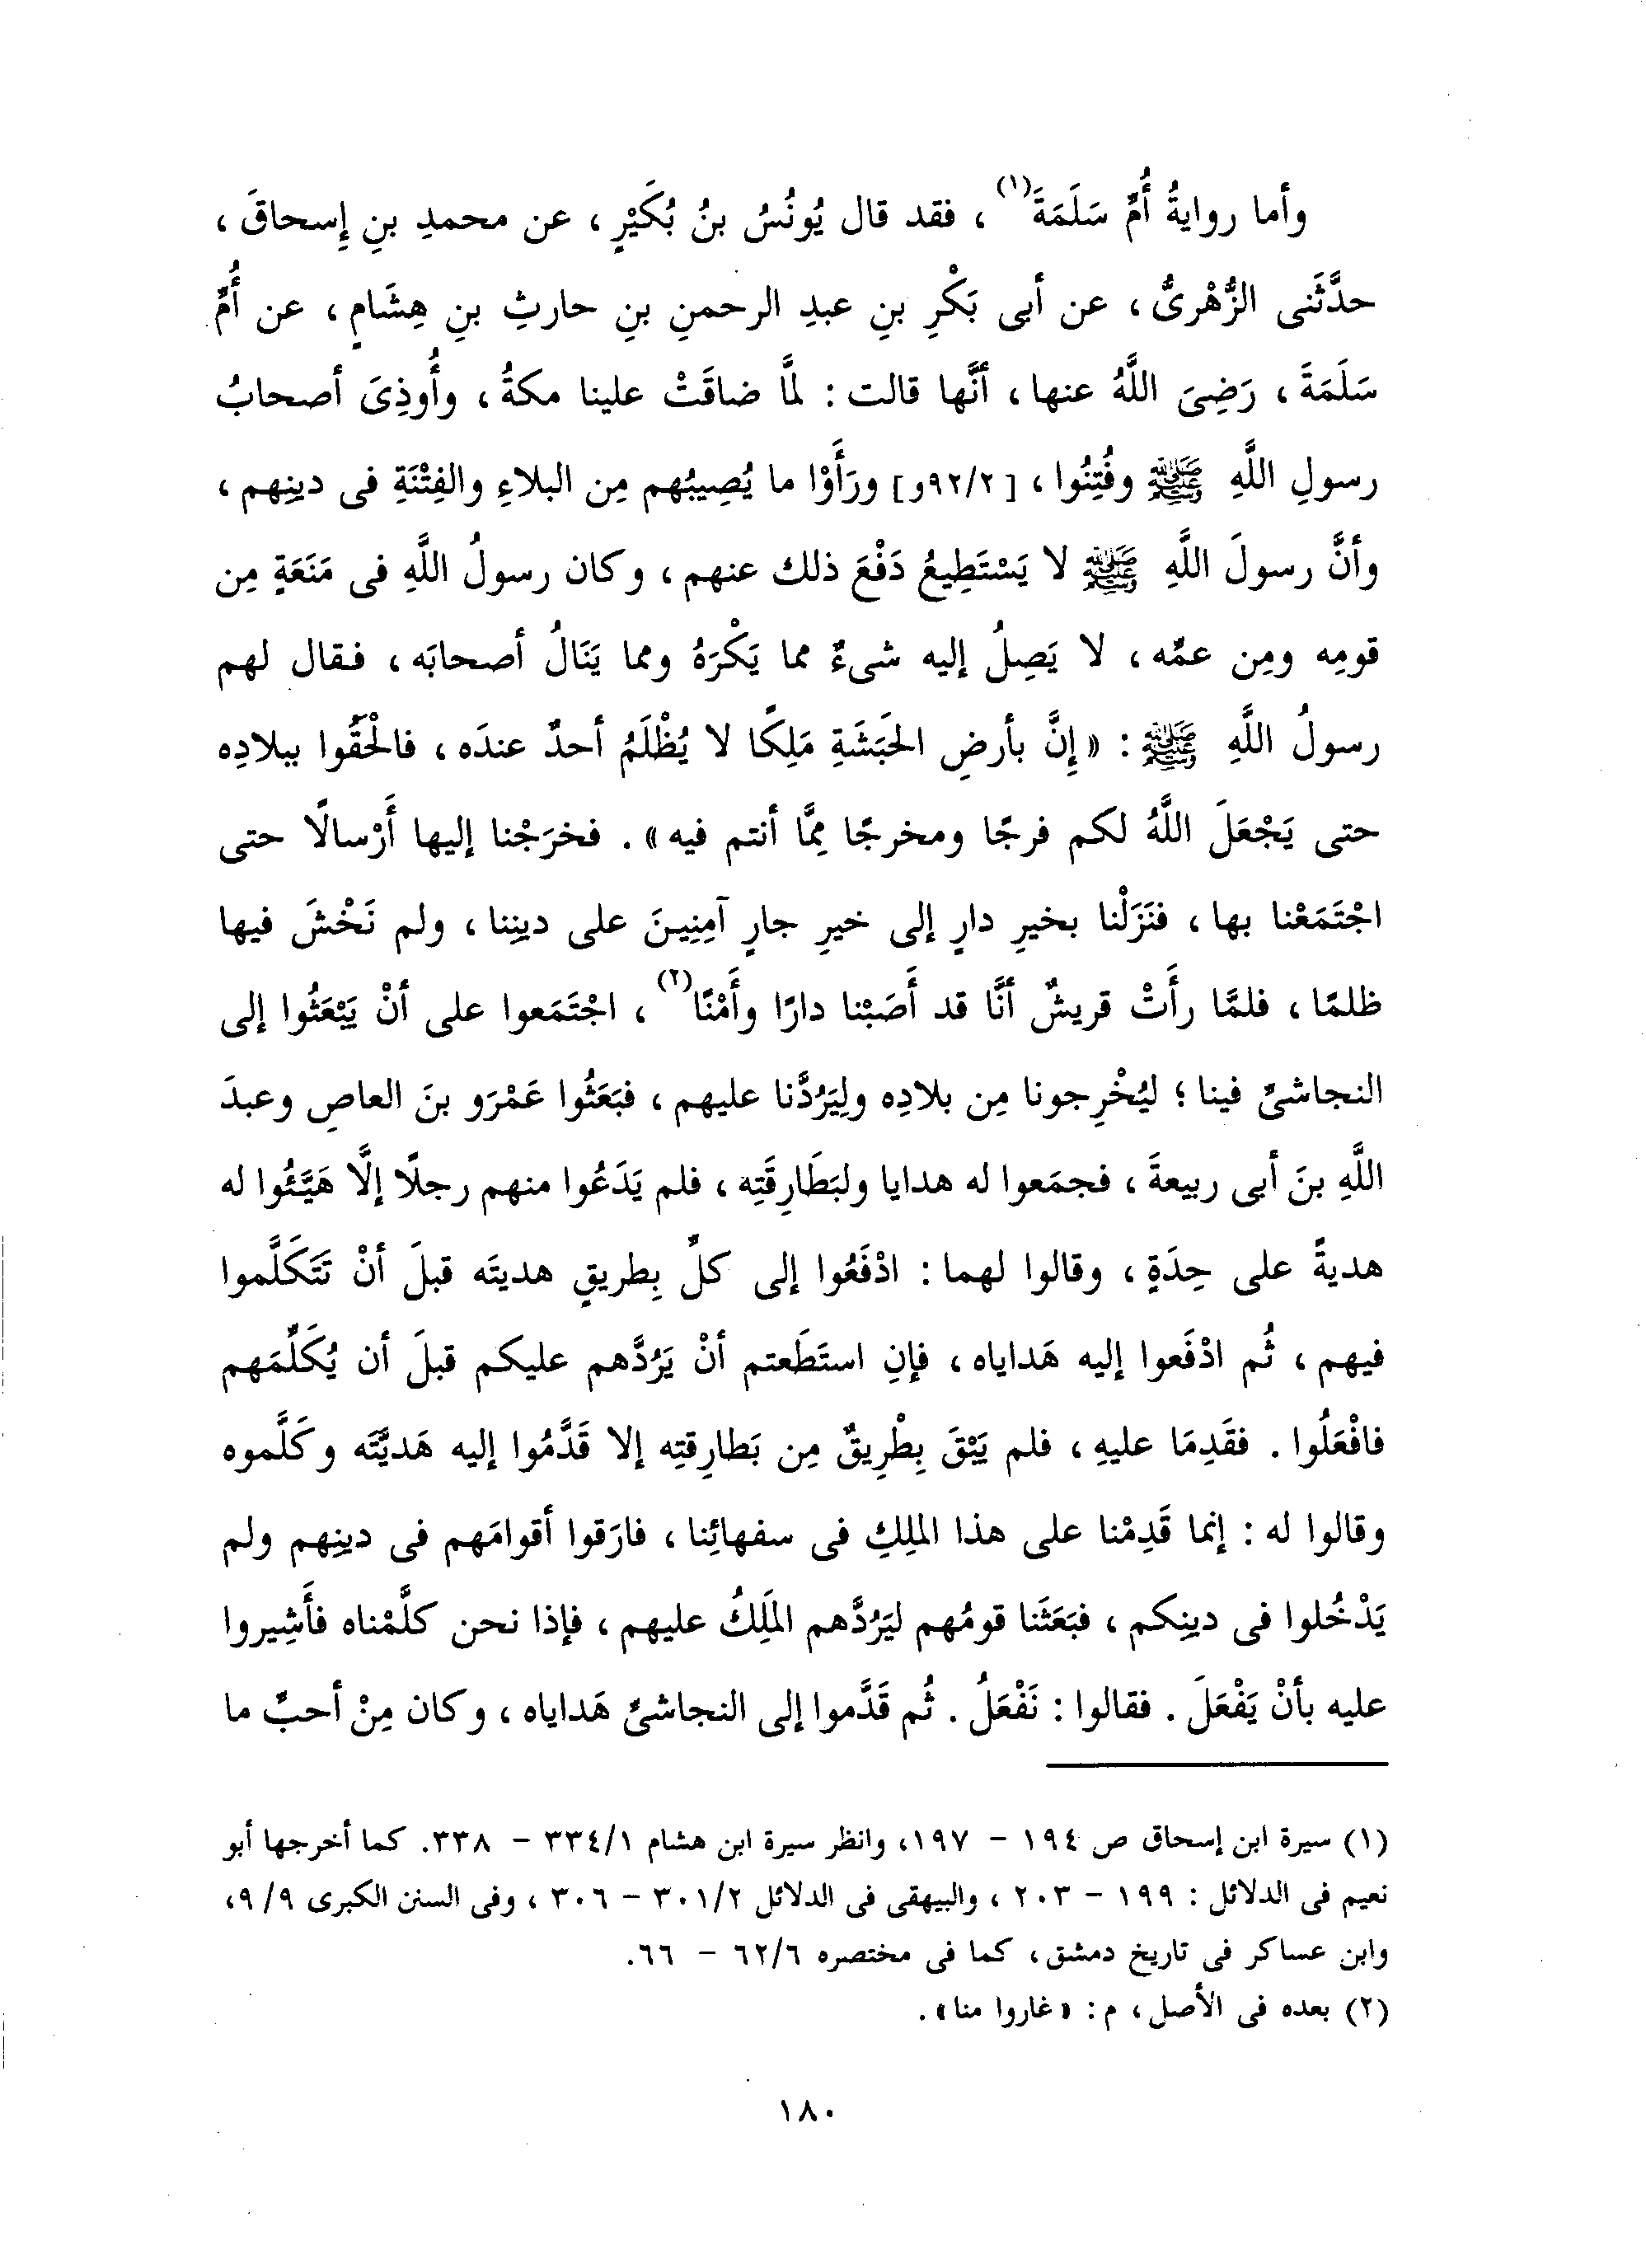 وأما روايةُ أُمِّ سَلَمَةَ(١) ، فقد قال يُونُسُ بنُ بُكَيْرٍ ، عن محمدِ بنِ إسحاقَ ،
حدَّثَنى الزُّهْرىُّ ، عن أبى بَكْرِ بنِ عبدِ الرحمنِ بنِ حارثِ بنِ هِشَامٍ ، عن أُمِّ
سَلَمَةَ ، رَضِىَ اللَّهُ عنها ، أنَّها قالت : لمَّا ضاقَتْ علينا مكةُ ، وأُوذِىَ أصحابُ
رسولِ اللَّهِ ﷺ وفُتِنُوا ، [٩٢/٢و] ورَأَوْا ما يُصِيبُهم مِن البلاءِ والفِتْنَةِ فى دينِهم ،
وأنَّ رسولَ اللَّهِ ﷺ لا يَسْتَطِيعُ دَفْعَ ذلك عنهم ، وكان رسولُ اللَّهِ فى مَنَعَةٍ مِن
قومِه ومِن عمِّه ، لا يَصِلُ إليه شىءٌ مما يَكْرَهُ ومما يَنَالُ أصحابَه ، فقال لهم
رسولُ اللَّهِ ﷺ : « إِنَّ بأرضِ الحَبَشَةِ مَلِكًا لا يُظْلَمُ أحدٌ عندَه ، فالْحَقُوا ببلادِه
حتى يَجْعَلَ اللَّهُ لكم فرجًا ومخرجًا مِمَّا أنتم فيه » . فخرَجْنا إليها أَرْسالًا حتى
اجْتَمَعْنا بها ، فنَزَلْنا بخيرِ دارٍ إلى خيرِ جارٍ آمِنِينَ على دينِنا ، ولم نَخْشَ فيها
ظلمًا ، فلمَّا رأَتْ قريشٌ أنَّا قد أَصَبْنا دارًا وأَمْنًا(٢) ، اجْتَمَعوا على أنْ يَبْعَثُوا إلى
النجاشىِّ فينا ؛ ليُخْرِجونا مِن بلادِه ولِيَرُدَّنا عليهم ، فبَعَثُوا عَمْرَو بنَ العاصِ وعبدَ
اللَّهِ بنَ أبى ربيعةَ ، فجمَعوا له هدايا ولبَطَارِقَتِه ، فلم يَدَعُوا منهم رجلًا إلَّا هَيَّئُوا له
هديةً على حِدَةٍ ، وقالوا لهما : ادْفَعُوا إلى كلِّ بِطريقٍ هديتَه قبلَ أنْ تَتَكَلَّموا
فيهم ، ثُم ادْفَعوا إليه هَداياه ، فإنِ استَطَعتم أنْ يَرُدَّهم عليكم قبلَ أن يُكَلِّمَهم
فافْعَلُوا . فقَدِمَا عليهِ ، فلم يَبْقَ بِطْرِيقٌ مِن بَطارِقتِه إلا قَدَّمُوا إليه هَديَّتَه وكَلَّموه
وقالوا له : إنما قَدِمْنا على هذا الملِكِ فى سفهائِنا ، فارَقوا أقوامَهم فى دينِهم ولم
يَدْخُلوا فى دينِكم ، فبَعَثَنا قومُهم ليَرُدَّهم الملَِكُ عليهم ، فإذا نحن كلَّمْناه فأَشِيروا
عليه بأنْ يَفْعَلَ . فقالوا : نَفْعَلُ . ثُم قَدَّموا إلى النجاشىِّ هَداياه ، وكان مِنْ أحبِّ ما
(١) سيرة ابن إسحاق ص ١٩٤ - ١٩٧، وانظر سيرة ابن هشام ٣٣٤/١ - ٣٣٨. كما أخرجها أبو
نعيم فى الدلائل : ١٩٩ - ٢٠٣ ، والبيهقى فى الدلائل ٣٠١/٢ - ٣٠٦ ، وفى السنن الكبرى ٩/ ٩،
وابن عساكر فى تاريخ دمشق، كما فى مختصره ٦٢/٦ - ٦٦.
(٢) بعده فى الأصل، م : « غاروا منا» .
١٨٠